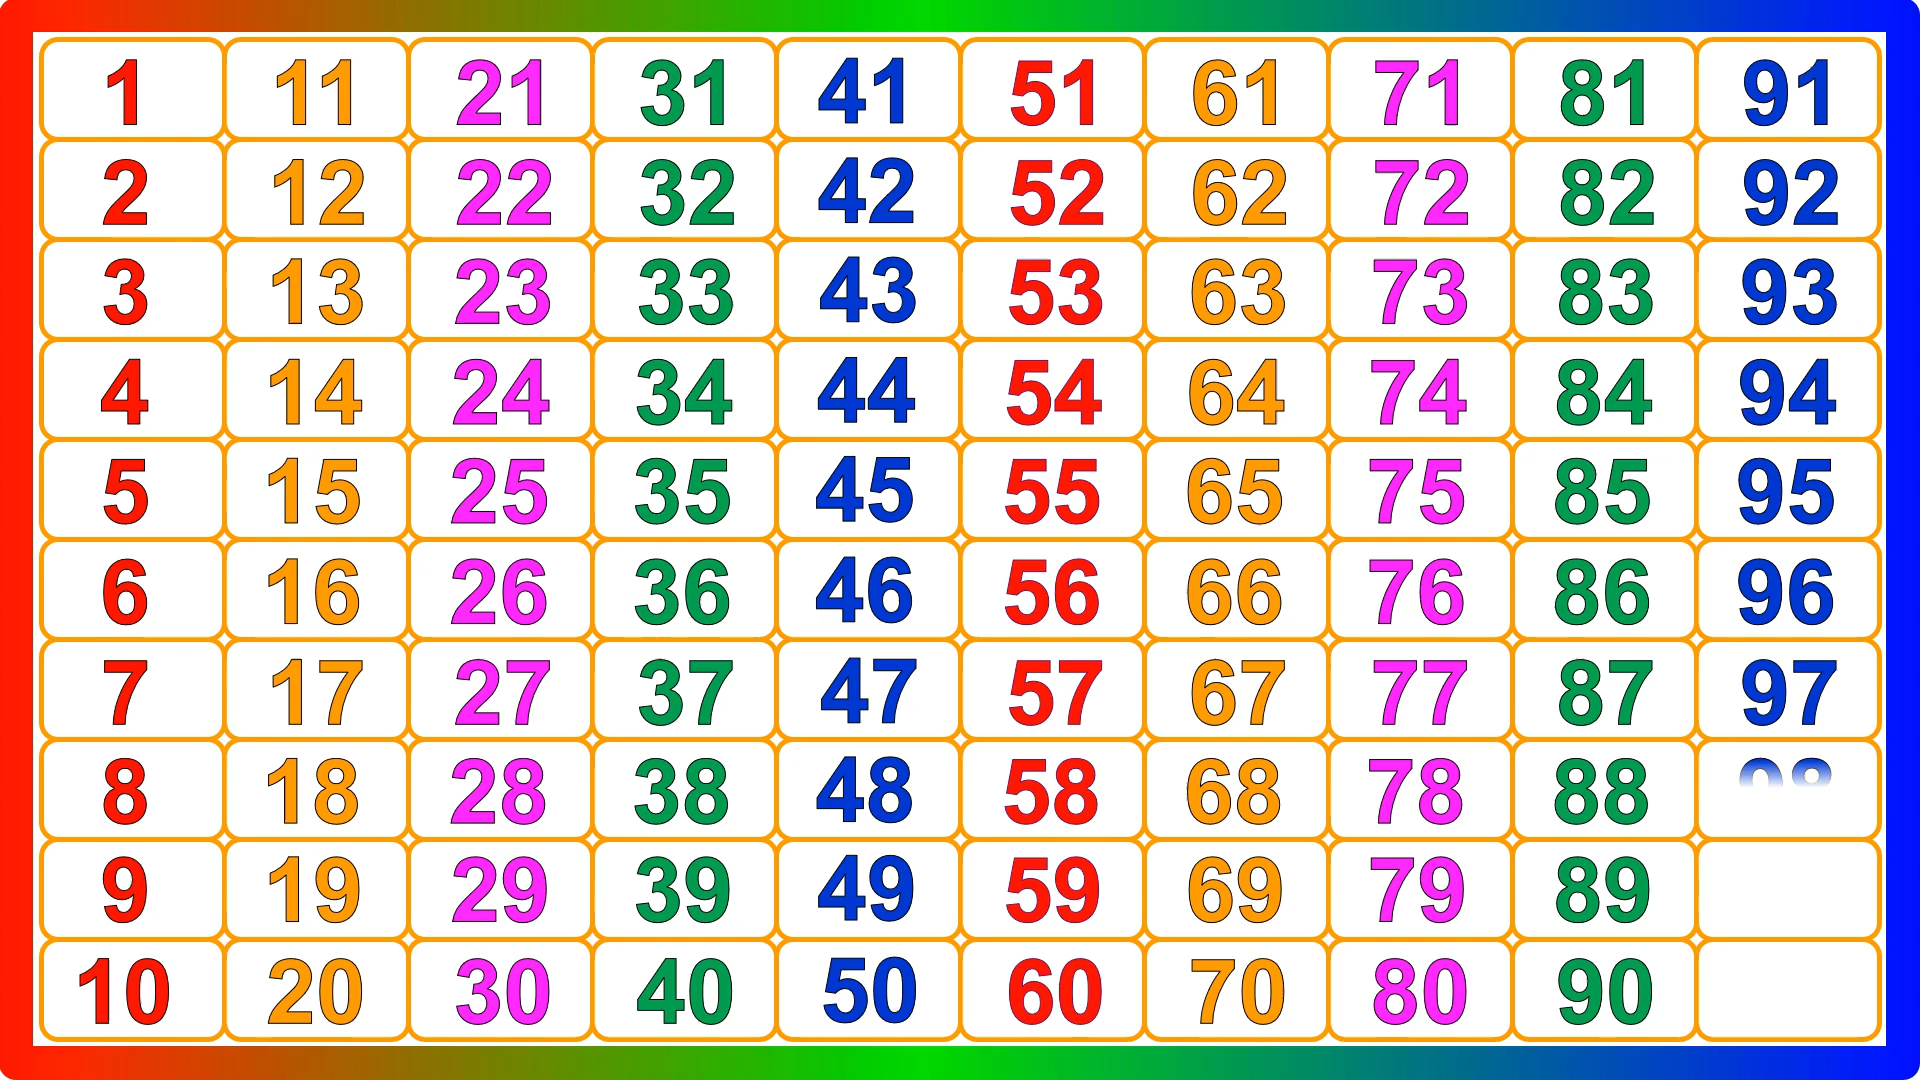 1 11 21 31 41 51 61 71 81 91
2 12 22 32 42 52 62 72 82 92
3 13 23 33 43 53 63 73 83 93
4 14 24 34 44 54 64 74 84 94
5 15 25 35 45 55 65 75 85 95
6 16 26 36 46 56 66 76 86 96
7 17 27 37 47 57 67 77 87 97
8 18 28 38 48 58 68 78 88
9 19 29 39 49 59 69 79 89
10 20 30 40 50 60 70 80 90